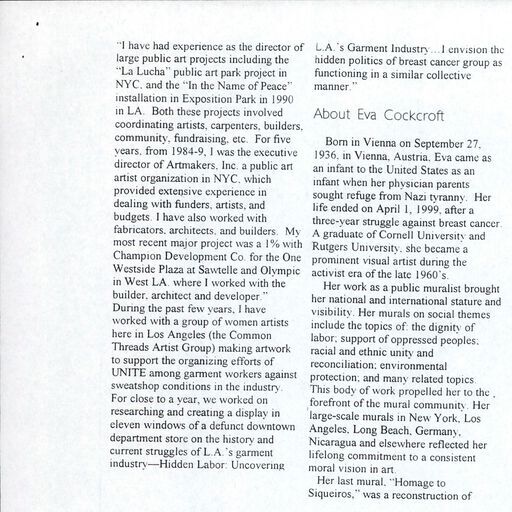 "I have had experience as the director of
large public art projects including the
"La Lucha" public art park project in
NYC, and the "In the Name of Peace"
installation in Exposition Park in 1990
in LA. Both these projects involved
coordinating artists, carpenters, builders,
community, fundraising, etc. For five
years, from 1984-9, I was the executive
director of Artmakers, Inc. a public art
artist organization in NYC, which
provided extensive experience in
dealing with funders, artists, and
budgets. I have also worked with
fabricators, architects, and builders. My
most recent major project was a 1% with
Champion Development Co. for the One
Westside Plaza at Sawtelle and Olympic
in West LA. where I worked with the
builder, architect and developer."
During the past few years, I have
worked with a group of women artists
here in Los Angeles (the Common
Threads Artist Group) making artwork
to support the organizing efforts of
UNITE among garment workers against
sweatshop conditions in the industry.
For close to a year, we worked on
researching and creating a display in
eleven windows of a defunct downtown
department store on the history and
current struggles of L.A.'s garment
industry—Hidden Labor: Uncovering
L.A.'s Garment Industry...I envision the
hidden politics of breast cancer group as
functioning in a similar collective
manner."
About Eva Cockcroft
Born in Vienna on September 27,
1936, in Vienna, Austria, Eva came as
an infant to the United States as an
infant when her physician parents
sought refuge from Nazi tyranny. Her
life ended on April 1, 1999, after a
three-year struggle against breast cancer.
A graduate of Cornell University and
Rutgers University, she became a
prominent visual artist during the
activist era of the late 1960's.
Her work as a public muralist brought
her national and international stature and
visibility. Her murals on social themes
include the topics of: the dignity of
labor; support of oppressed peoples;
racial and ethnic unity and
reconciliation; environmental
protection; and many related topics.
This body of work propelled her to the
forefront of the mural community. Her
large-scale murals in New York, Los
Angeles, Long Beach, Germany,
Nicaragua and elsewhere reflected her
lifelong commitment to a consistent
moral vision in art.
Her last mural, "Homage to
Siqueiros," was a reconstruction of